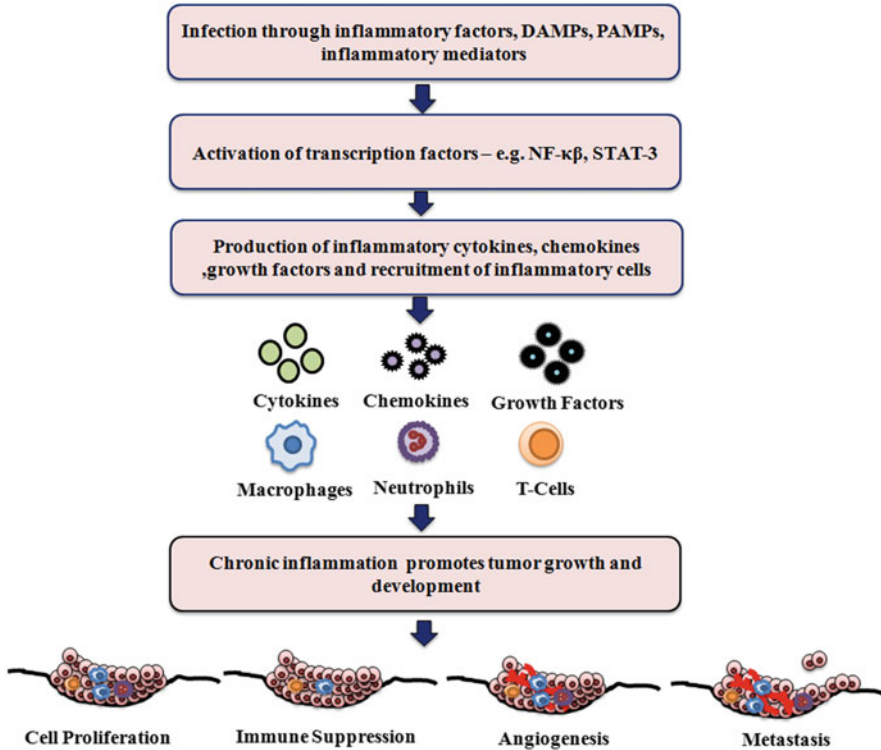 Infection through inflammatory factors, DAMPs, PAMPs,
inflammatory mediators
Activation of transcription factors – e.g. NF-κβ, STAT-3
Production of inflammatory cytokines, chemokines
,growth factors and recruitment of inflammatory cells
Cytokines Chemokines Growth Factors
Macrophages Neutrophils T-Cells
Chronic inflammation promotes tumor growth and
development
Cell Proliferation Immune Suppression Angiogenesis Metastasis